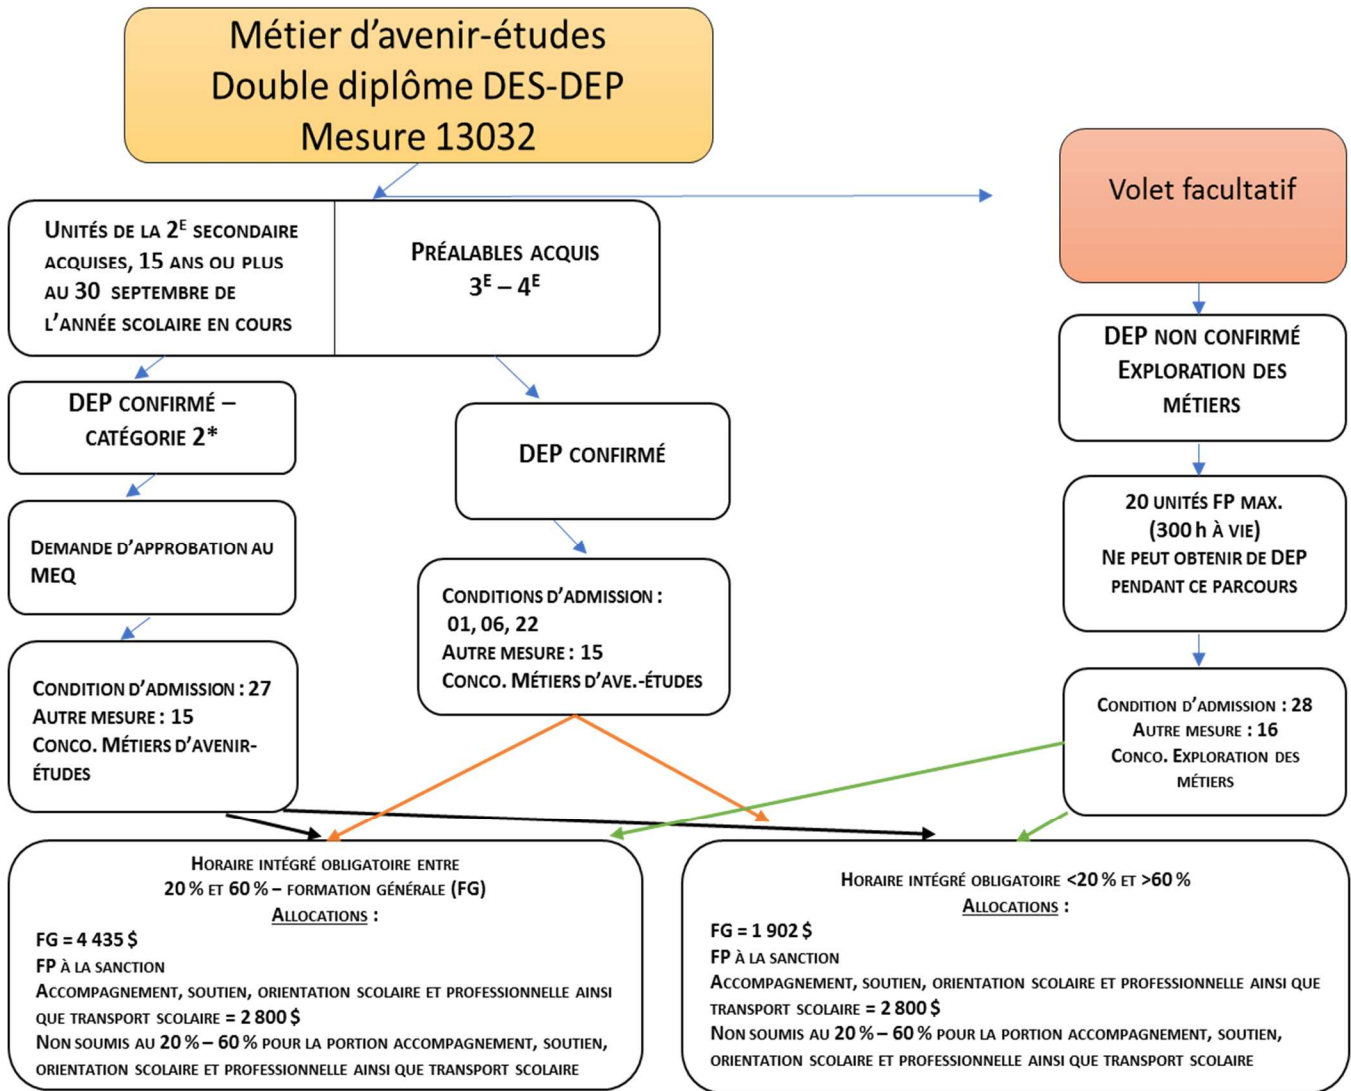 Métier d'avenir-études
Double diplôme DES-DEP
Mesure 13032
Volet facultatif
UNITÉS DE LA 2E SECONDAIRE
ACQUISES, 15 ANS OU PLUS
AU 30 SEPTEMBRE DE
L'ANNÉE SCOLAIRE EN COURS
PRÉALABLES ACQUIS
3E – 4E
DEP NON CONFIRMÉ
EXPLORATION DES
MÉTIERS
DEP CONFIRMÉ –
CATÉGORIE 2*
DEP CONFIRMÉ
20 UNITÉS FP MAX.
(300 H À VIE)
NE PEUT OBTENIR DE DEP
PENDANT CE PARCOURS
DEMANDE D'APPROBATION AU
MEQ
CONDITIONS D'ADMISSION :
01, 06, 22
AUTRE MESURE : 15
CONCO. MÉTIERS D'AVE.-ÉTUDES
CONDITION D'ADMISSION : 27
AUTRE MESURE : 15
CONCO. MÉTIERS D'AVENIR-
ÉTUDES
CONDITION D'ADMISSION : 28
AUTRE MESURE : 16
CONCO. EXPLORATION DES
MÉTIERS
HORAIRE INTÉGRÉ OBLIGATOIRE ENTRE
20 % ET 60 % – FORMATION GÉNÉRALE (FG)
ALLOCATIONS :
FG = 4 435 $
FP À LA SANCTION
ACCOMPAGNEMENT, SOUTIEN, ORIENTATION SCOLAIRE ET PROFESSIONNELLE AINSI
QUE TRANSPORT SCOLAIRE = 2 800 $
NON SOUMIS AU 20 % – 60 % POUR LA PORTION ACCOMPAGNEMENT, SOUTIEN,
ORIENTATION SCOLAIRE ET PROFESSIONNELLE AINSI QUE TRANSPORT SCOLAIRE
HORAIRE INTÉGRÉ OBLIGATOIRE <20 % ET >60 %
ALLOCATIONS :
FG = 1 902 $
FP À LA SANCTION
ACCOMPAGNEMENT, SOUTIEN, ORIENTATION SCOLAIRE ET PROFESSIONNELLE AINSI QUE
TRANSPORT SCOLAIRE = 2 800 $
NON SOUMIS AU 20 % – 60 % POUR LA PORTION ACCOMPAGNEMENT, SOUTIEN,
ORIENTATION SCOLAIRE ET PROFESSIONNELLE AINSI QUE TRANSPORT SCOLAIRE